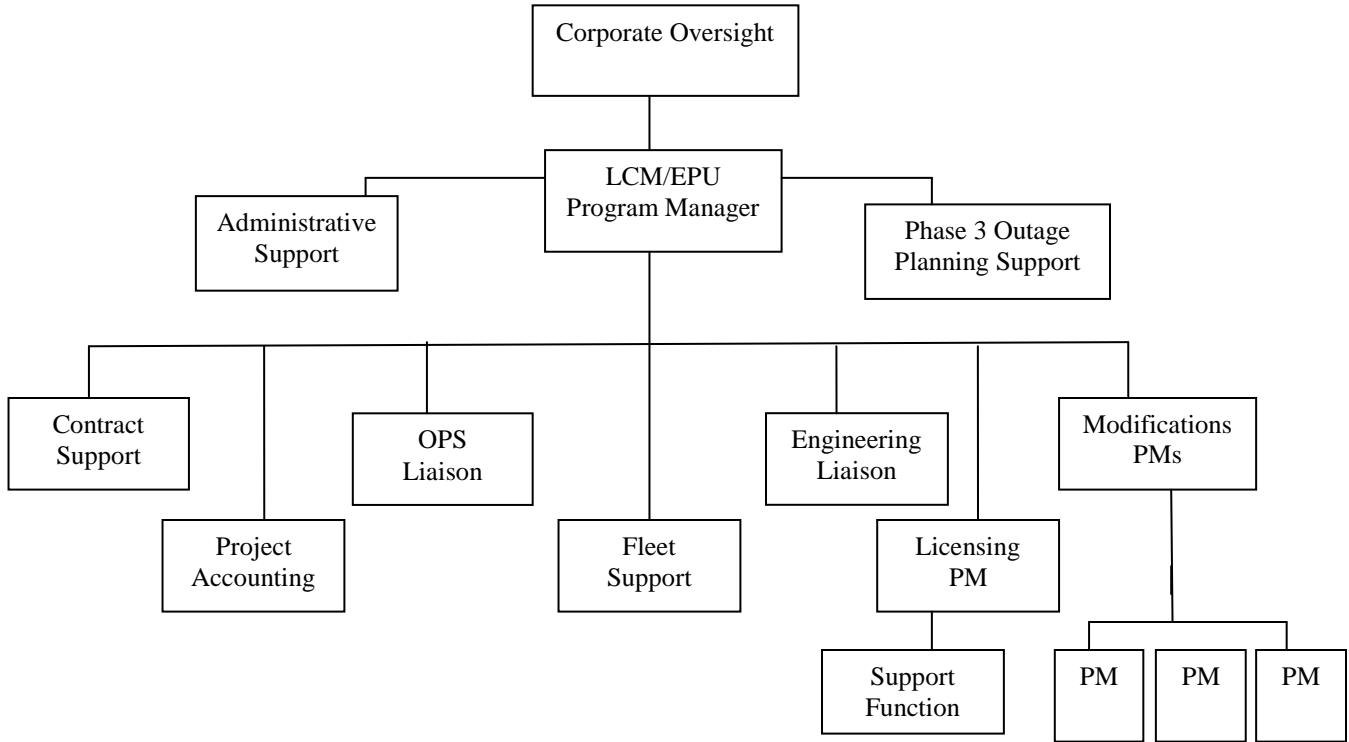 Corporate Oversight
LCM/EPU
Program Manager
Administrative
Support
Phase 3 Outage
Planning Support
Contract
Support
OPS
Liaison
Engineering
Liaison
Modifications
PMs
Project
Accounting
Fleet
Support
Licensing
PM
Support
Function
PM
PM
PM